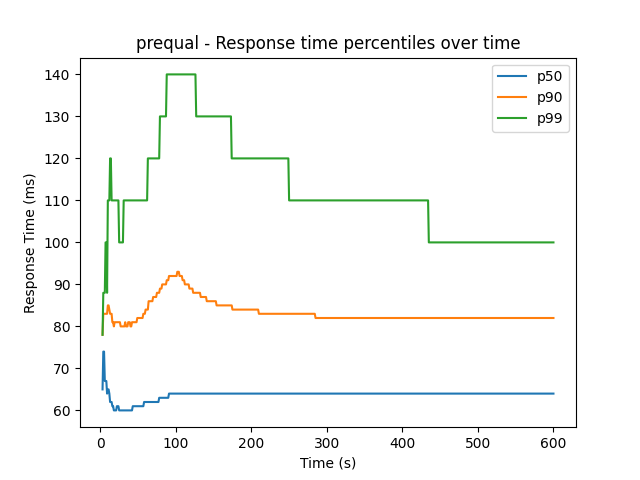 prequal - Response time percentiles over time
p50
p90
p99
Response Time (ms)
140
130
120
110
100
90
80
70
60
0 100 200 300 400 500 600
Time (s)